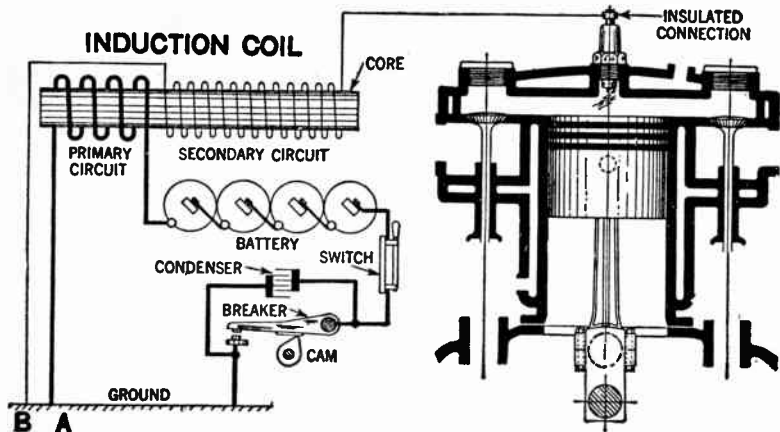 INSULATED
CONNECTION
INDUCTION COIL
CORE
PRIMARY
CIRCUIT
SECONDARY CIRCUIT
BATTERY
SWITCH
CONDENSER
BREAKER
CAM
GROUND
B A